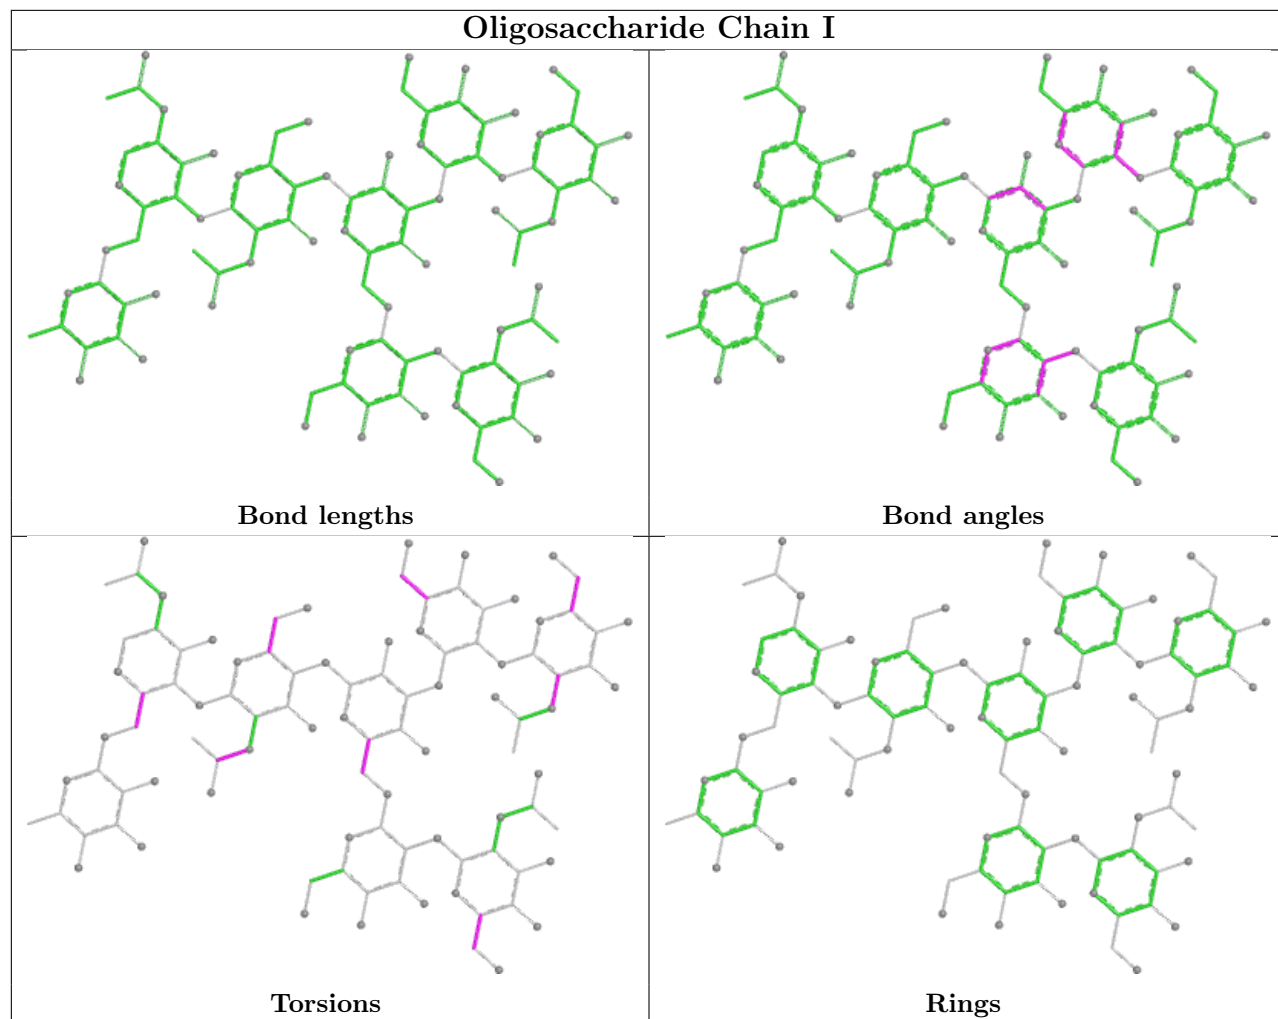 Oligosaccharide Chain I
Bond lengths
Bond angles
Torsions
Rings